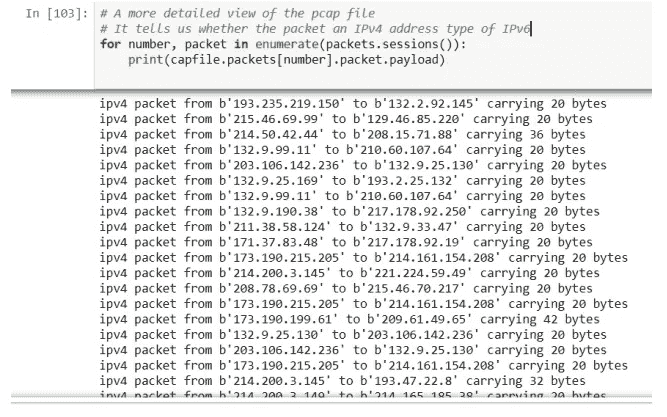 In [103]: # A more detailed view of the pcap file
# It tells us whether the packet an IPv4 address type of IPv6
for number, packet in enumerate(packets.sessions()):
print(capfile.packets[number].packet.payload)
ipv4 packet from b'193.235.219.150' to b'132.2.92.145' carrying 20 bytes
ipv4 packet from b'215.46.69.99' to b'129.46.85.220' carrying 20 bytes
ipv4 packet from b'214.50.42.44' to b'208.15.71.88' carrying 36 bytes
ipv4 packet from b'132.9.99.11' to b'210.60.107.64' carrying 20 bytes
ipv4 packet from b'203.106.142.236' to b'132.9.25.130' carrying 20 bytes
ipv4 packet from b'132.9.25.169' to b'193.2.25.132' carrying 20 bytes
ipv4 packet from b'132.9.99.11' to b'210.60.107.64' carrying 20 bytes
ipv4 packet from b'132.9.190.38' to b'217.178.92.250' carrying 20 bytes
ipv4 packet from b'211.38.58.124' to b'132.9.33.47' carrying 20 bytes
ipv4 packet from b'171.37.83.48' to b'217.178.92.19' carrying 20 bytes
ipv4 packet from b'173.190.215.205' to b'214.161.154.208' carrying 20 bytes
ipv4 packet from b'214.200.3.145' to b'221.224.59.49' carrying 20 bytes
ipv4 packet from b'208.78.69.69' to b'215.46.70.217' carrying 20 bytes
ipv4 packet from b'173.190.215.205' to b'214.161.154.208' carrying 20 bytes
ipv4 packet from b'173.190.199.61' to b'209.61.49.65' carrying 42 bytes
ipv4 packet from b'132.9.25.130' to b'203.106.142.236' carrying 20 bytes
ipv4 packet from b'203.106.142.236' to b'132.9.25.130' carrying 20 bytes
ipv4 packet from b'173.190.215.205' to b'214.161.154.208' carrying 20 bytes
ipv4 packet from b'214.200.3.145' to b'193.47.22.8' carrying 32 bytes
ipv4 packet from b'214.200.3.149' to b'214.165.185.38' carrying 20 bytes